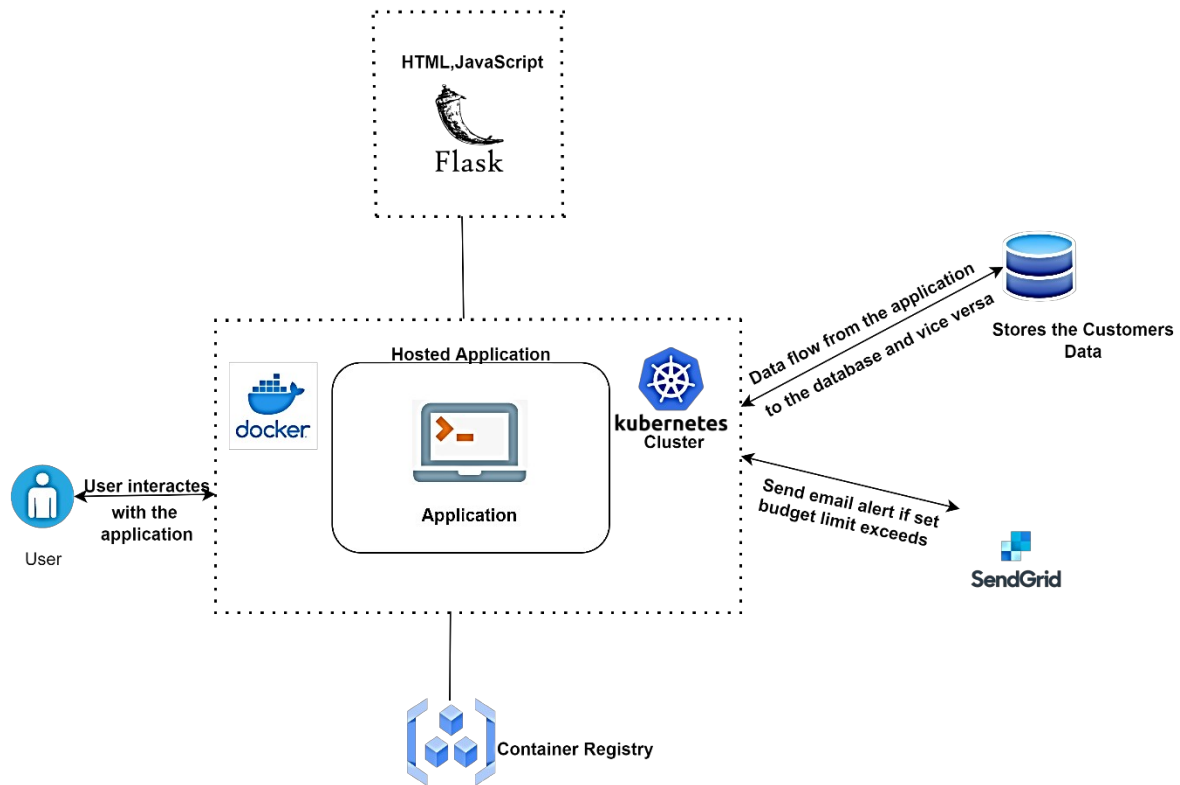 HTML,JavaScript
Flask
Data flow from the application
to the database and vice versa
Stores the Customers
Data
Hosted Application
docker
kubernetes
Cluster
Application
User interactes
with the
application
User
Send email alert if set
budget limit exceeds
SendGrid
Container Registry